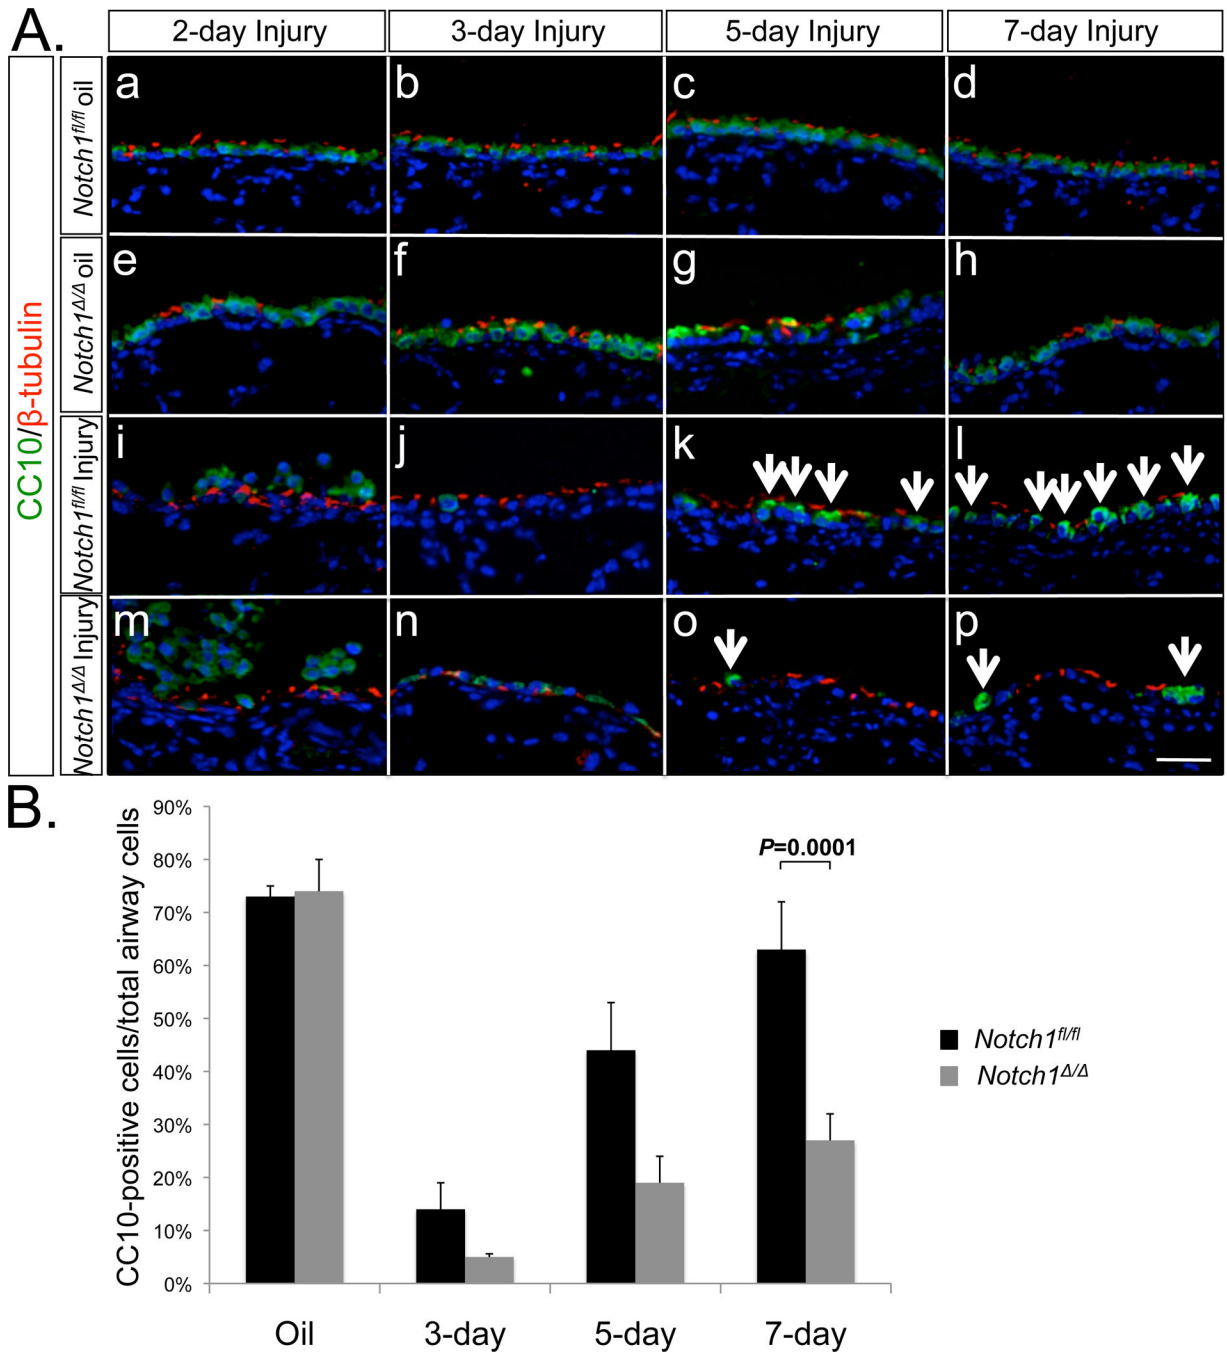 A.
2-day Injury
3-day Injury
5-day Injury
7-day Injury
CC10/β-tubulin
Notch1fl/fl oil
a
b
c
d
Notch1Δ/Δ oil
e
f
g
h
Notch1fl/fl Injury
i
j
k
l
Notch1Δ/Δ Injury
m
n
o
p
B.
CC10-positive cells/total airway cells
90%
80%
70%
60%
50%
40%
30%
20%
10%
0%
P=0.0001
Notch1fl/fl
Notch1Δ/Δ
Oil
3-day
5-day
7-day